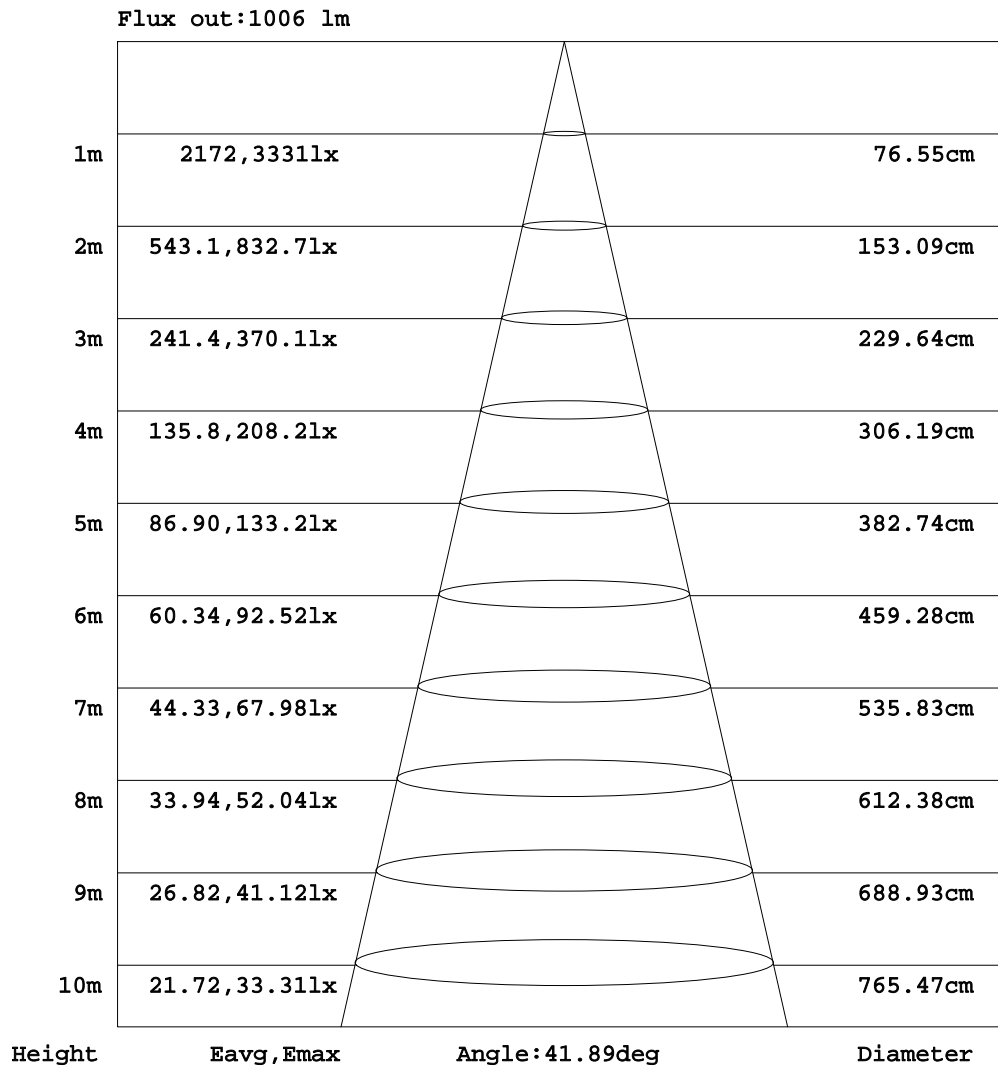 Flux out:1006 lm
1m 2172,3331lx 76.55cm
2m 543.1,832.7lx 153.09cm
3m 241.4,370.1lx 229.64cm
4m 135.8,208.2lx 306.19cm
5m 86.90,133.2lx 382.74cm
6m 60.34,92.52lx 459.28cm
7m 44.33,67.98lx 535.83cm
8m 33.94,52.04lx 612.38cm
9m 26.82,41.12lx 688.93cm
10m 21.72,33.31lx 765.47cm
Height Eavg,Emax Angle:41.89deg Diameter